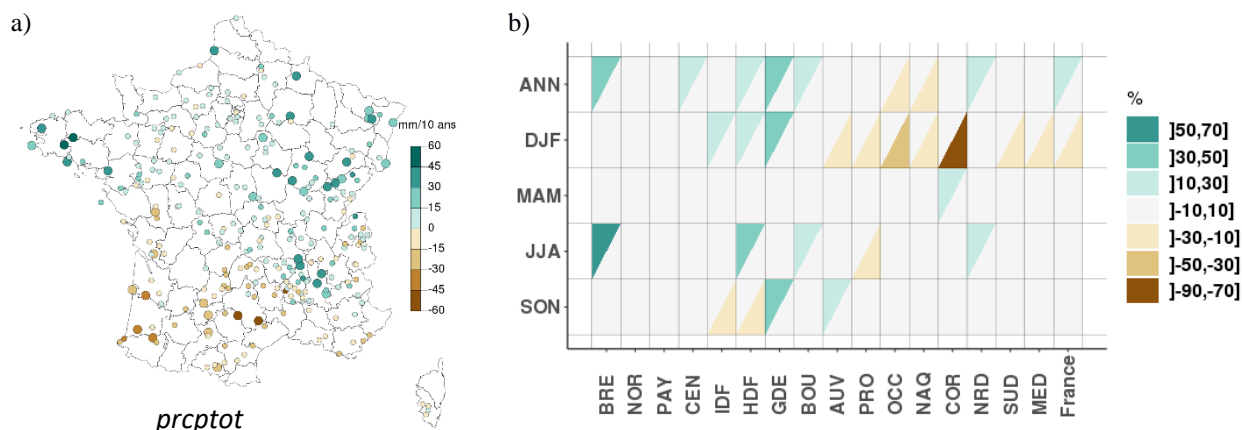 a)
mm/10 ans
60
45
30
15
0
-15
-30
-45
-60
prcptot
b)
ANN
DJF
MAM
JJA
SON
BRE
NOR
PAY
CEN
IDF
HDF
GDE
BOU
AUV
PRO
OCC
NAQ
COR
NRD
SUD
MED
France
%
]50,70]
]30,50]
]10,30]
]-10,10]
]-30,-10]
]-50,-30]
]-90,-70]